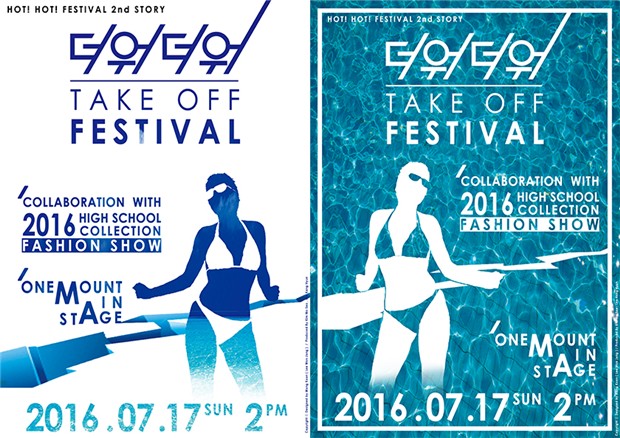 HOT! HOT! FESTIVAL 2nd STORY
더워더워
TAKE OFF
FESTIVAL
'COLLABORATION WITH
2016 HIGH SCHOOL
COLLECTION
FASHION SHOW
'ONEMOUNT
MAIN
STAGE
2016.07.17 SUN 2PM
HOT! HOT! FESTIVAL 2nd STORY
더워더워
TAKE OFF
FESTIVAL
'COLLABORATION WITH
2016 HIGH SCHOOL
COLLECTION
FASHION SHOW
'ONEMOUNT
MAIN
STAGE
2016.07.17 SUN 2PM